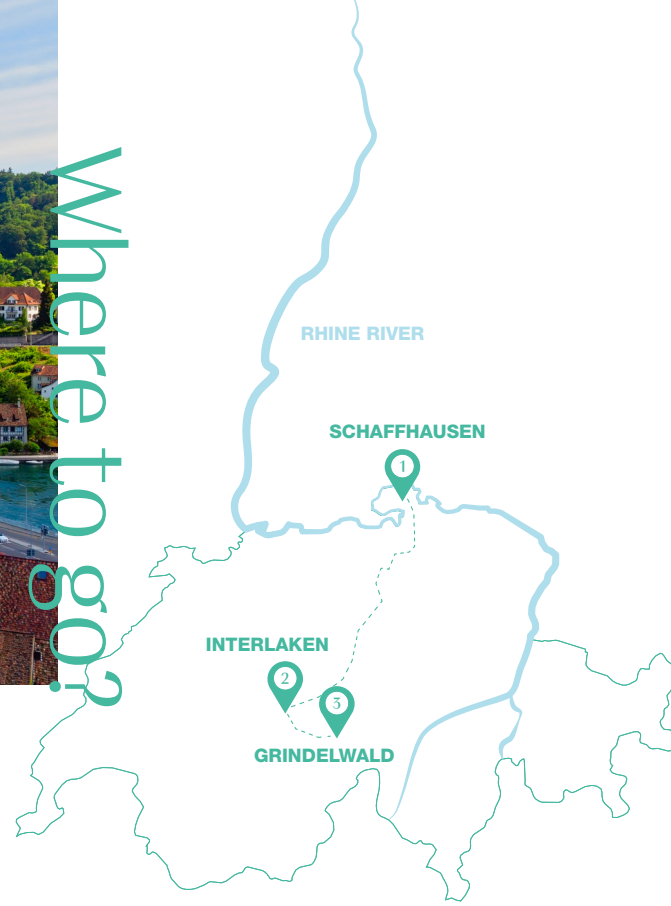 Where to go?
RHINE RIVER
SCHAFFHAUSEN
1
INTERLAKEN
2
3
GRINDELWALD